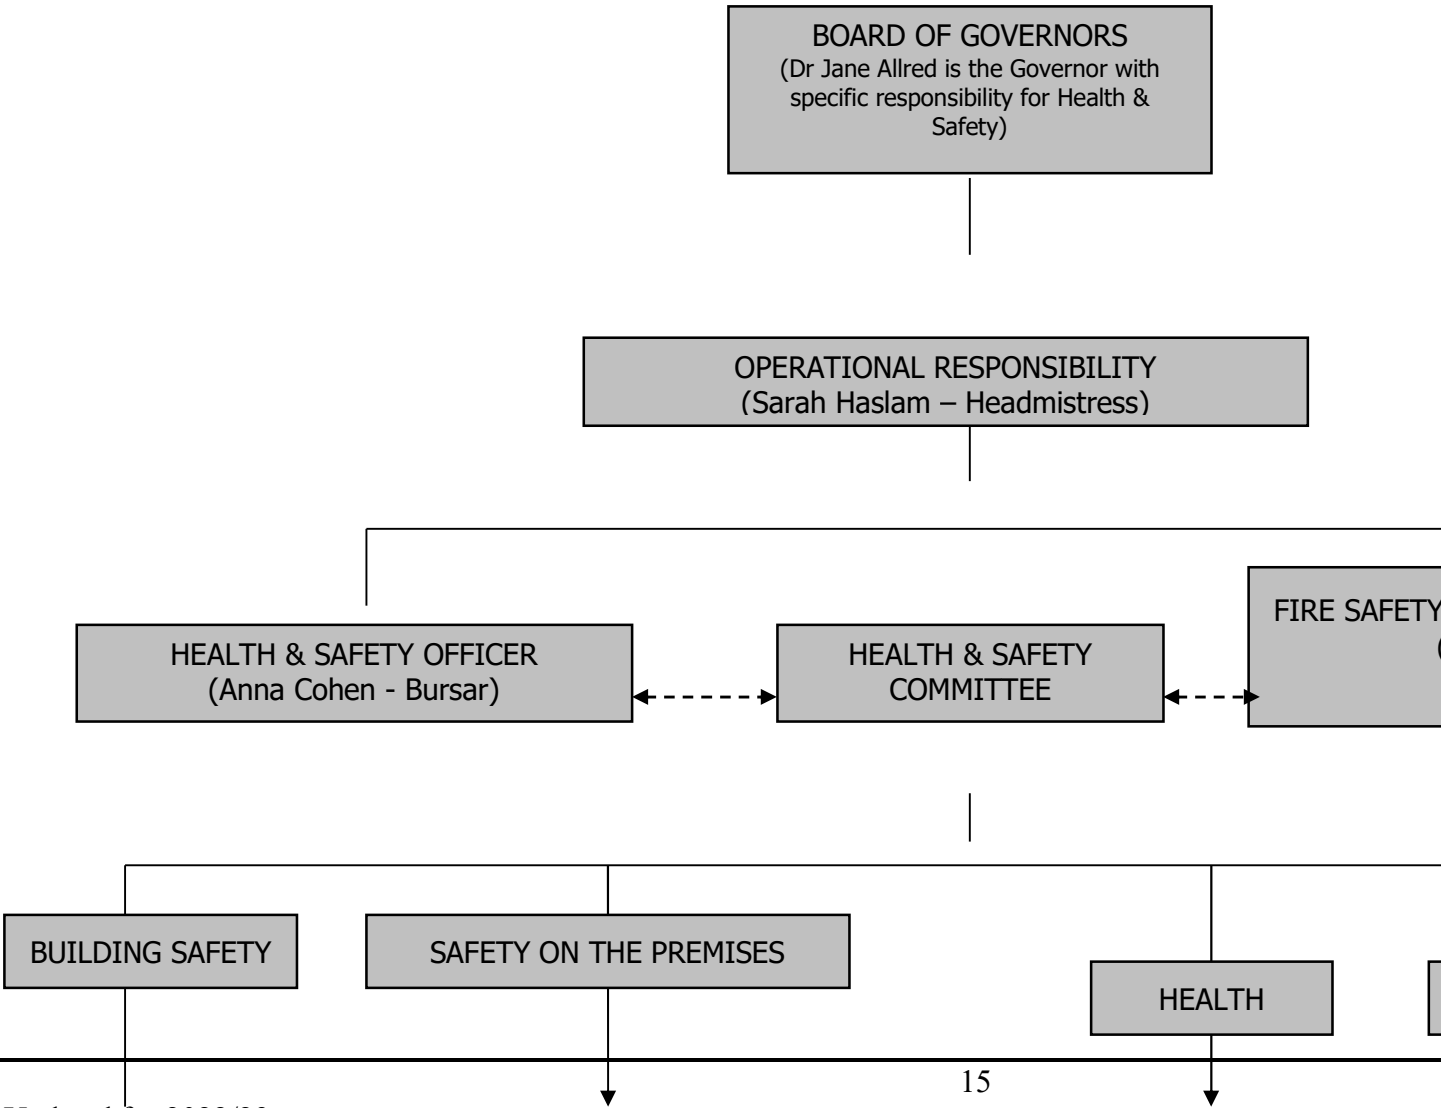 BOARD OF GOVERNORS
(Dr Jane Allred is the Governor with
specific responsibility for Health &
Safety)
OPERATIONAL RESPONSIBILITY
(Sarah Haslam – Headmistress)
HEALTH & SAFETY OFFICER
(Anna Cohen - Bursar)
HEALTH & SAFETY
COMMITTEE
FIRE SAFETY
(
BUILDING SAFETY
SAFETY ON THE PREMISES
HEALTH
15